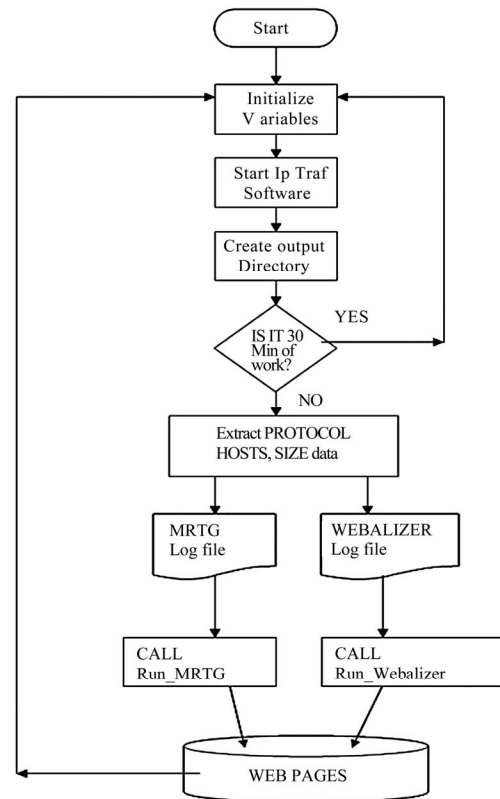 Start
Initialize
V ariables
Start Ip Traf
Software
Create output
Directory
IS IT 30
Min of
work?
YES
NO
Extract PROTOCOL
HOSTS, SIZE data
MRTG
Log file
WEBALIZER
Log file
CALL
Run_MRTG
CALL
Run_Webalizer
WEB PAGES